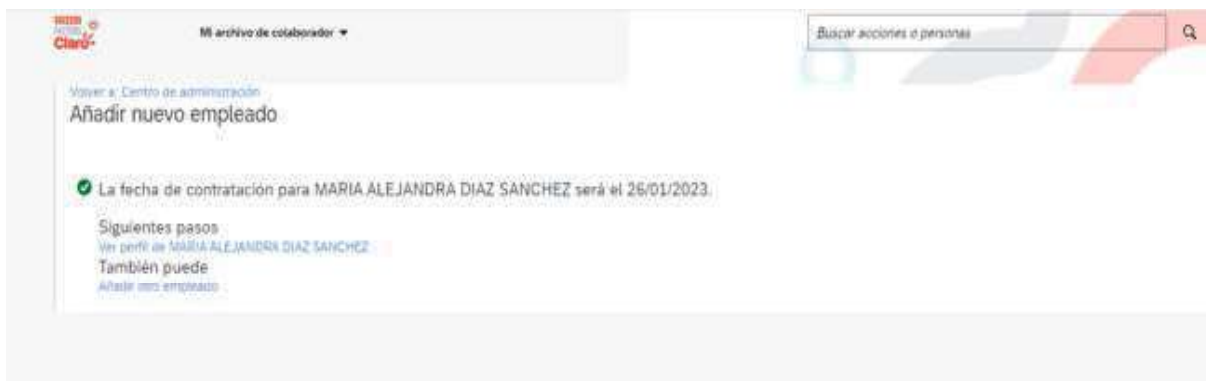 Claro-
Mi archivo de colaborador
Buscar acciones o personas
Volver a: Centro de administración
Añadir nuevo empleado
La fecha de contratación para MARIA ALEJANDRA DIAZ SANCHEZ será el 26/01/2023.
Siguientes pasos
Ver perfil de MARIA ALEJANDRA DIAZ SANCHEZ
También puede
Añadir otro empleado